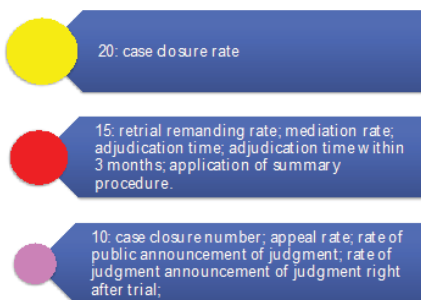 20: case closure rate
15: retrial remanding rate; mediation rate;
adjudication time; adjudication time within
3 months; application of summary
procedure.
10: case closure number; appeal rate; rate of
public announcement of judgment; rate of
judgment announcement of judgment right
after trial;